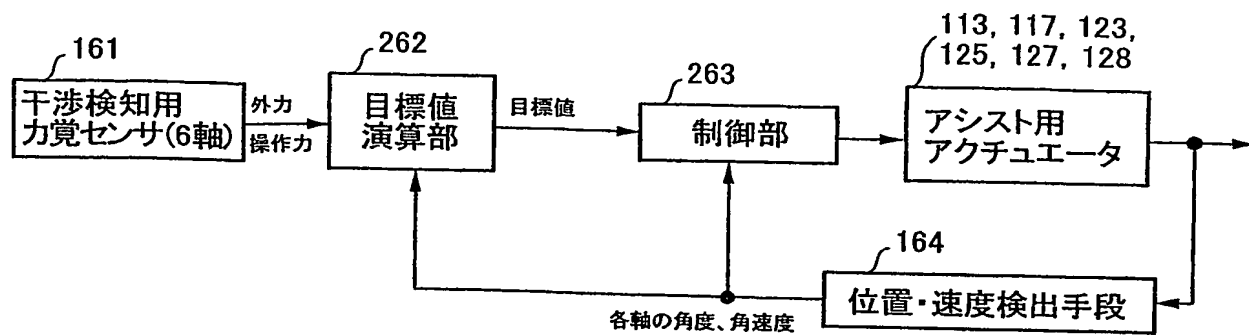 161
干渉検知用
力覚センサ(6軸)
外力
操作力
262
目標値
演算部
目標値
263
制御部
113, 117, 123,
125, 127, 128
アシスト用
アクチュエータ
164
位置・速度検出手段
各軸の角度、角速度